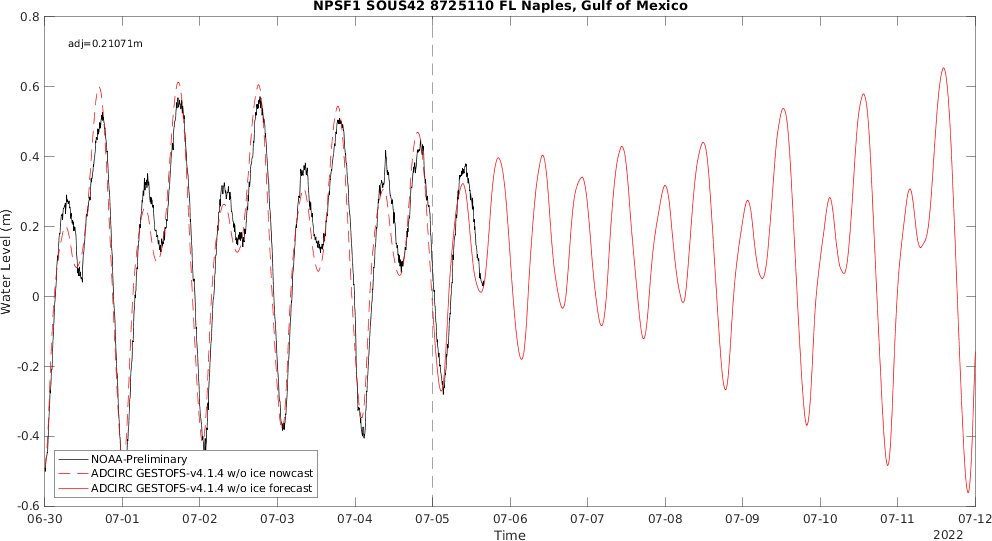 NPSF1 SOUS42 8725110 FL Naples, Gulf of Mexico
adj=0.21071m
0.8
0.6
0.4
0.2
0
-0.2
-0.4
-0.6
Water Level (m)
NOAA-Preliminary
ADCIRC GESTOFS-v4.1.4 w/o ice nowcast
ADCIRC GESTOFS-v4.1.4 w/o ice forecast
06-30 07-01 07-02 07-03 07-04 07-05 07-06 07-07 07-08 07-09 07-10 07-11 07-12
Time
2022